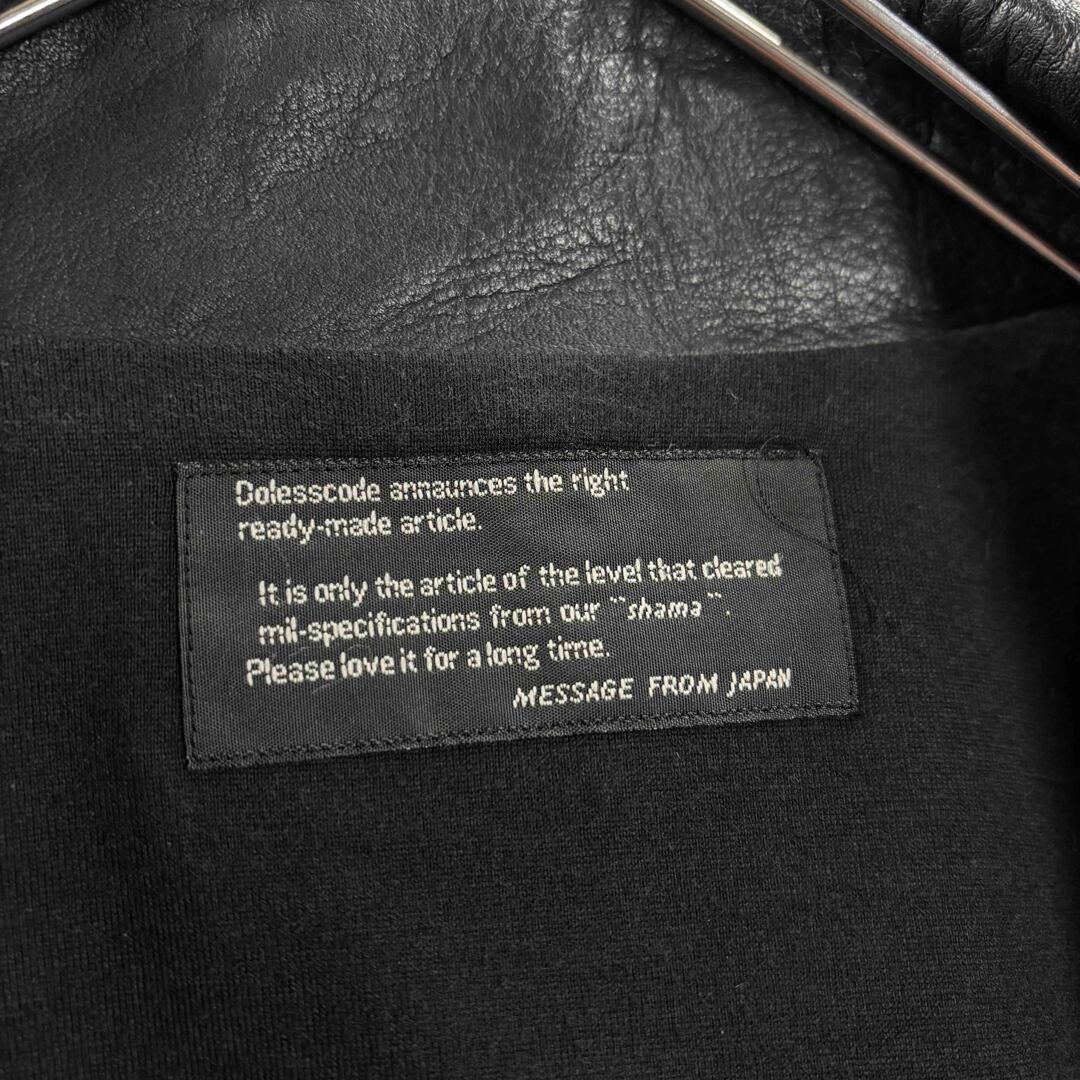 Dolesscode annaunces the right
ready-made article.
It is only the article of the level that cleared
mil-specifications from our "shama".
Please love it for a long time.
MESSAGE FROM JAPAN